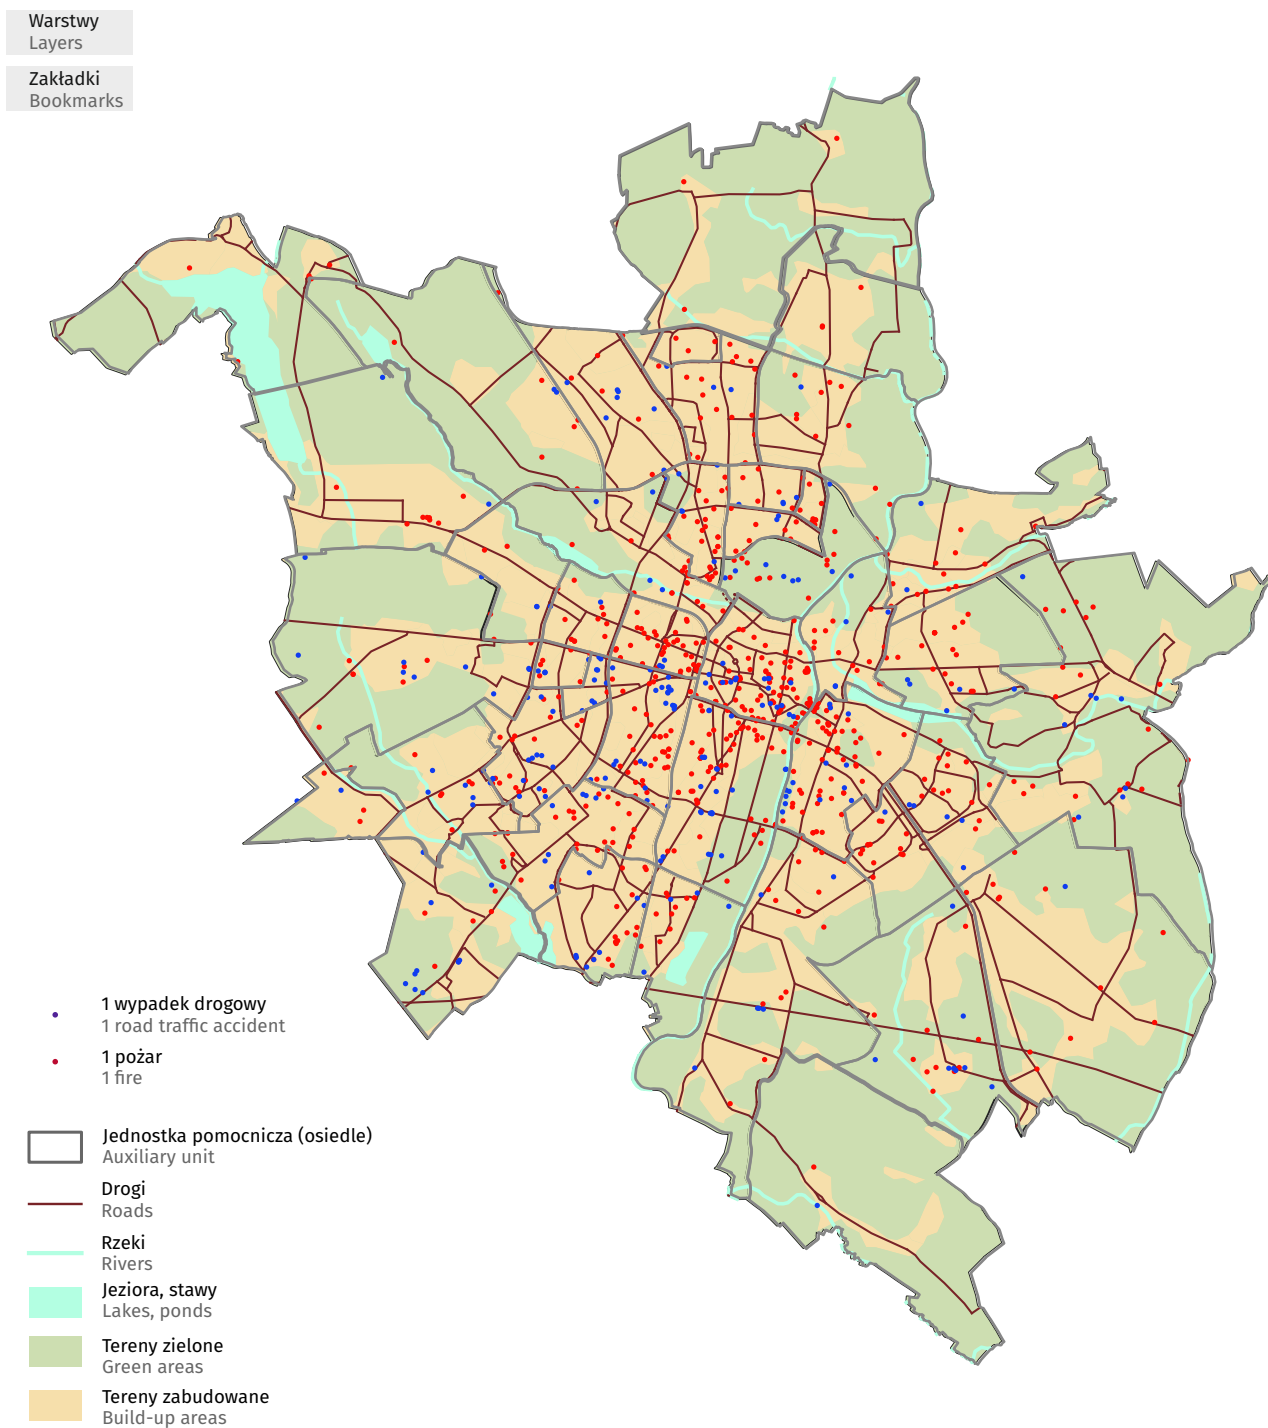 Warstwy
Layers
Zakładki
Bookmarks
1 wypadek drogowy
1 road traffic accident
1 pożar
1 fire
Jednostka pomocnicza (osiedle)
Auxiliary unit
Drogi
Roads
Rzeki
Rivers
Jeziora, stawy
Lakes, ponds
Tereny zielone
Green areas
Tereny zabudowane
Build-up areas